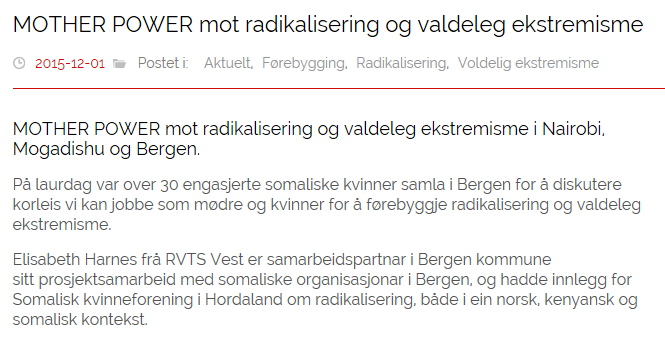 MOTHER POWER mot radikalisering og valdeleg ekstremisme
2015-12-01 Postet i: Aktuelt, Førebygging, Radikalisering, Voldelig ekstremisme
MOTHER POWER mot radikalisering og valdeleg ekstremisme i Nairobi,
Mogadishu og Bergen.
På laurdag var over 30 engasjerte somaliske kvinner samla i Bergen for å diskutere
korleis vi kan jobbe som mødre og kvinner for å førebyggje radikalisering og valdeleg
ekstremisme.
Elisabeth Harnes frå RVTS Vest er samarbeidspartnar i Bergen kommune
sitt prosjektsamarbeid med somaliske organisasjonar i Bergen, og hadde innlegg for
Somalisk kvinneforening i Hordaland om radikalisering, både i ein norsk, kenyansk og
somalisk kontekst.